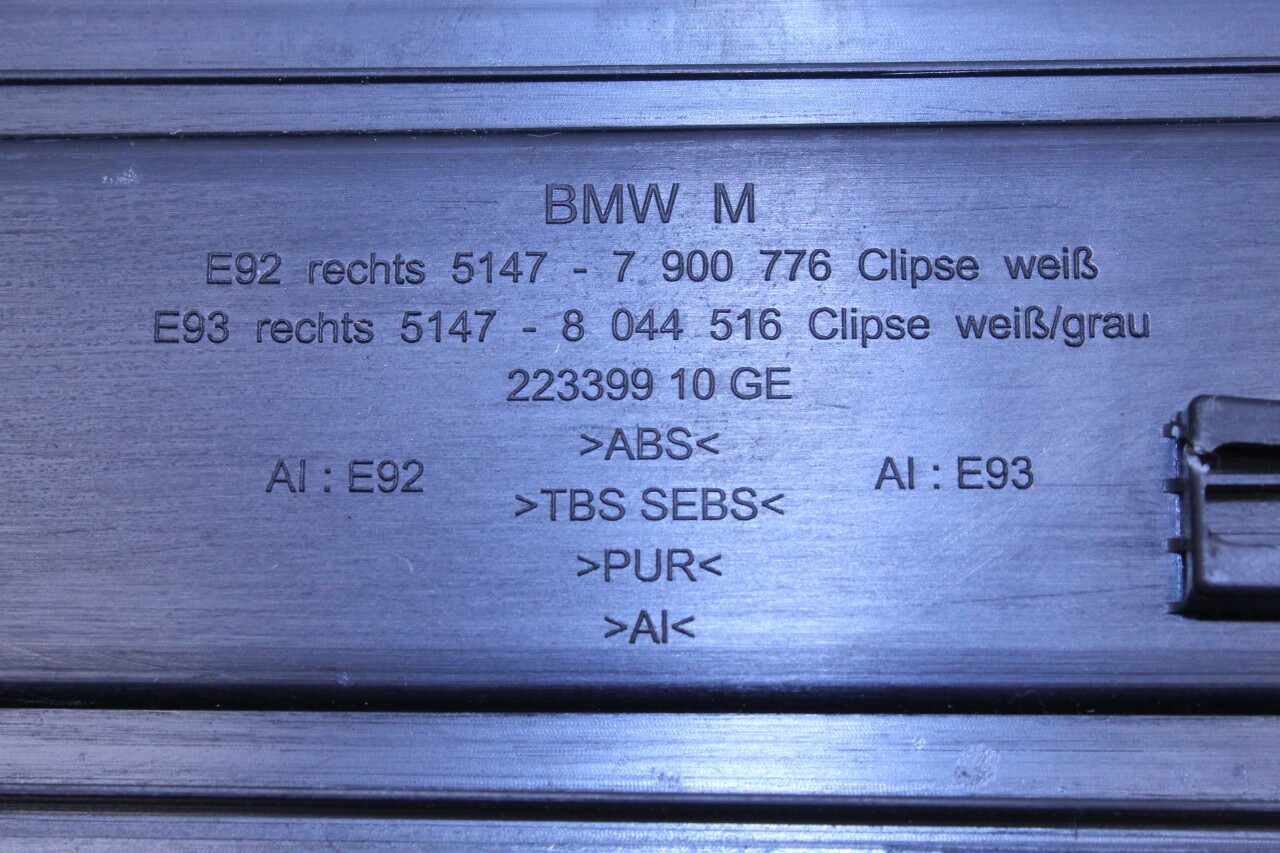 BMW M
E92 rechts 5147 - 7 900 776 Clipse weiß
E93 rechts 5147 - 8 044 516 Clipse weiß/grau
223399 10 GE
>ABS<
AI : E92
AI : E93
>TBS SEBS<
>PUR<
>AI<